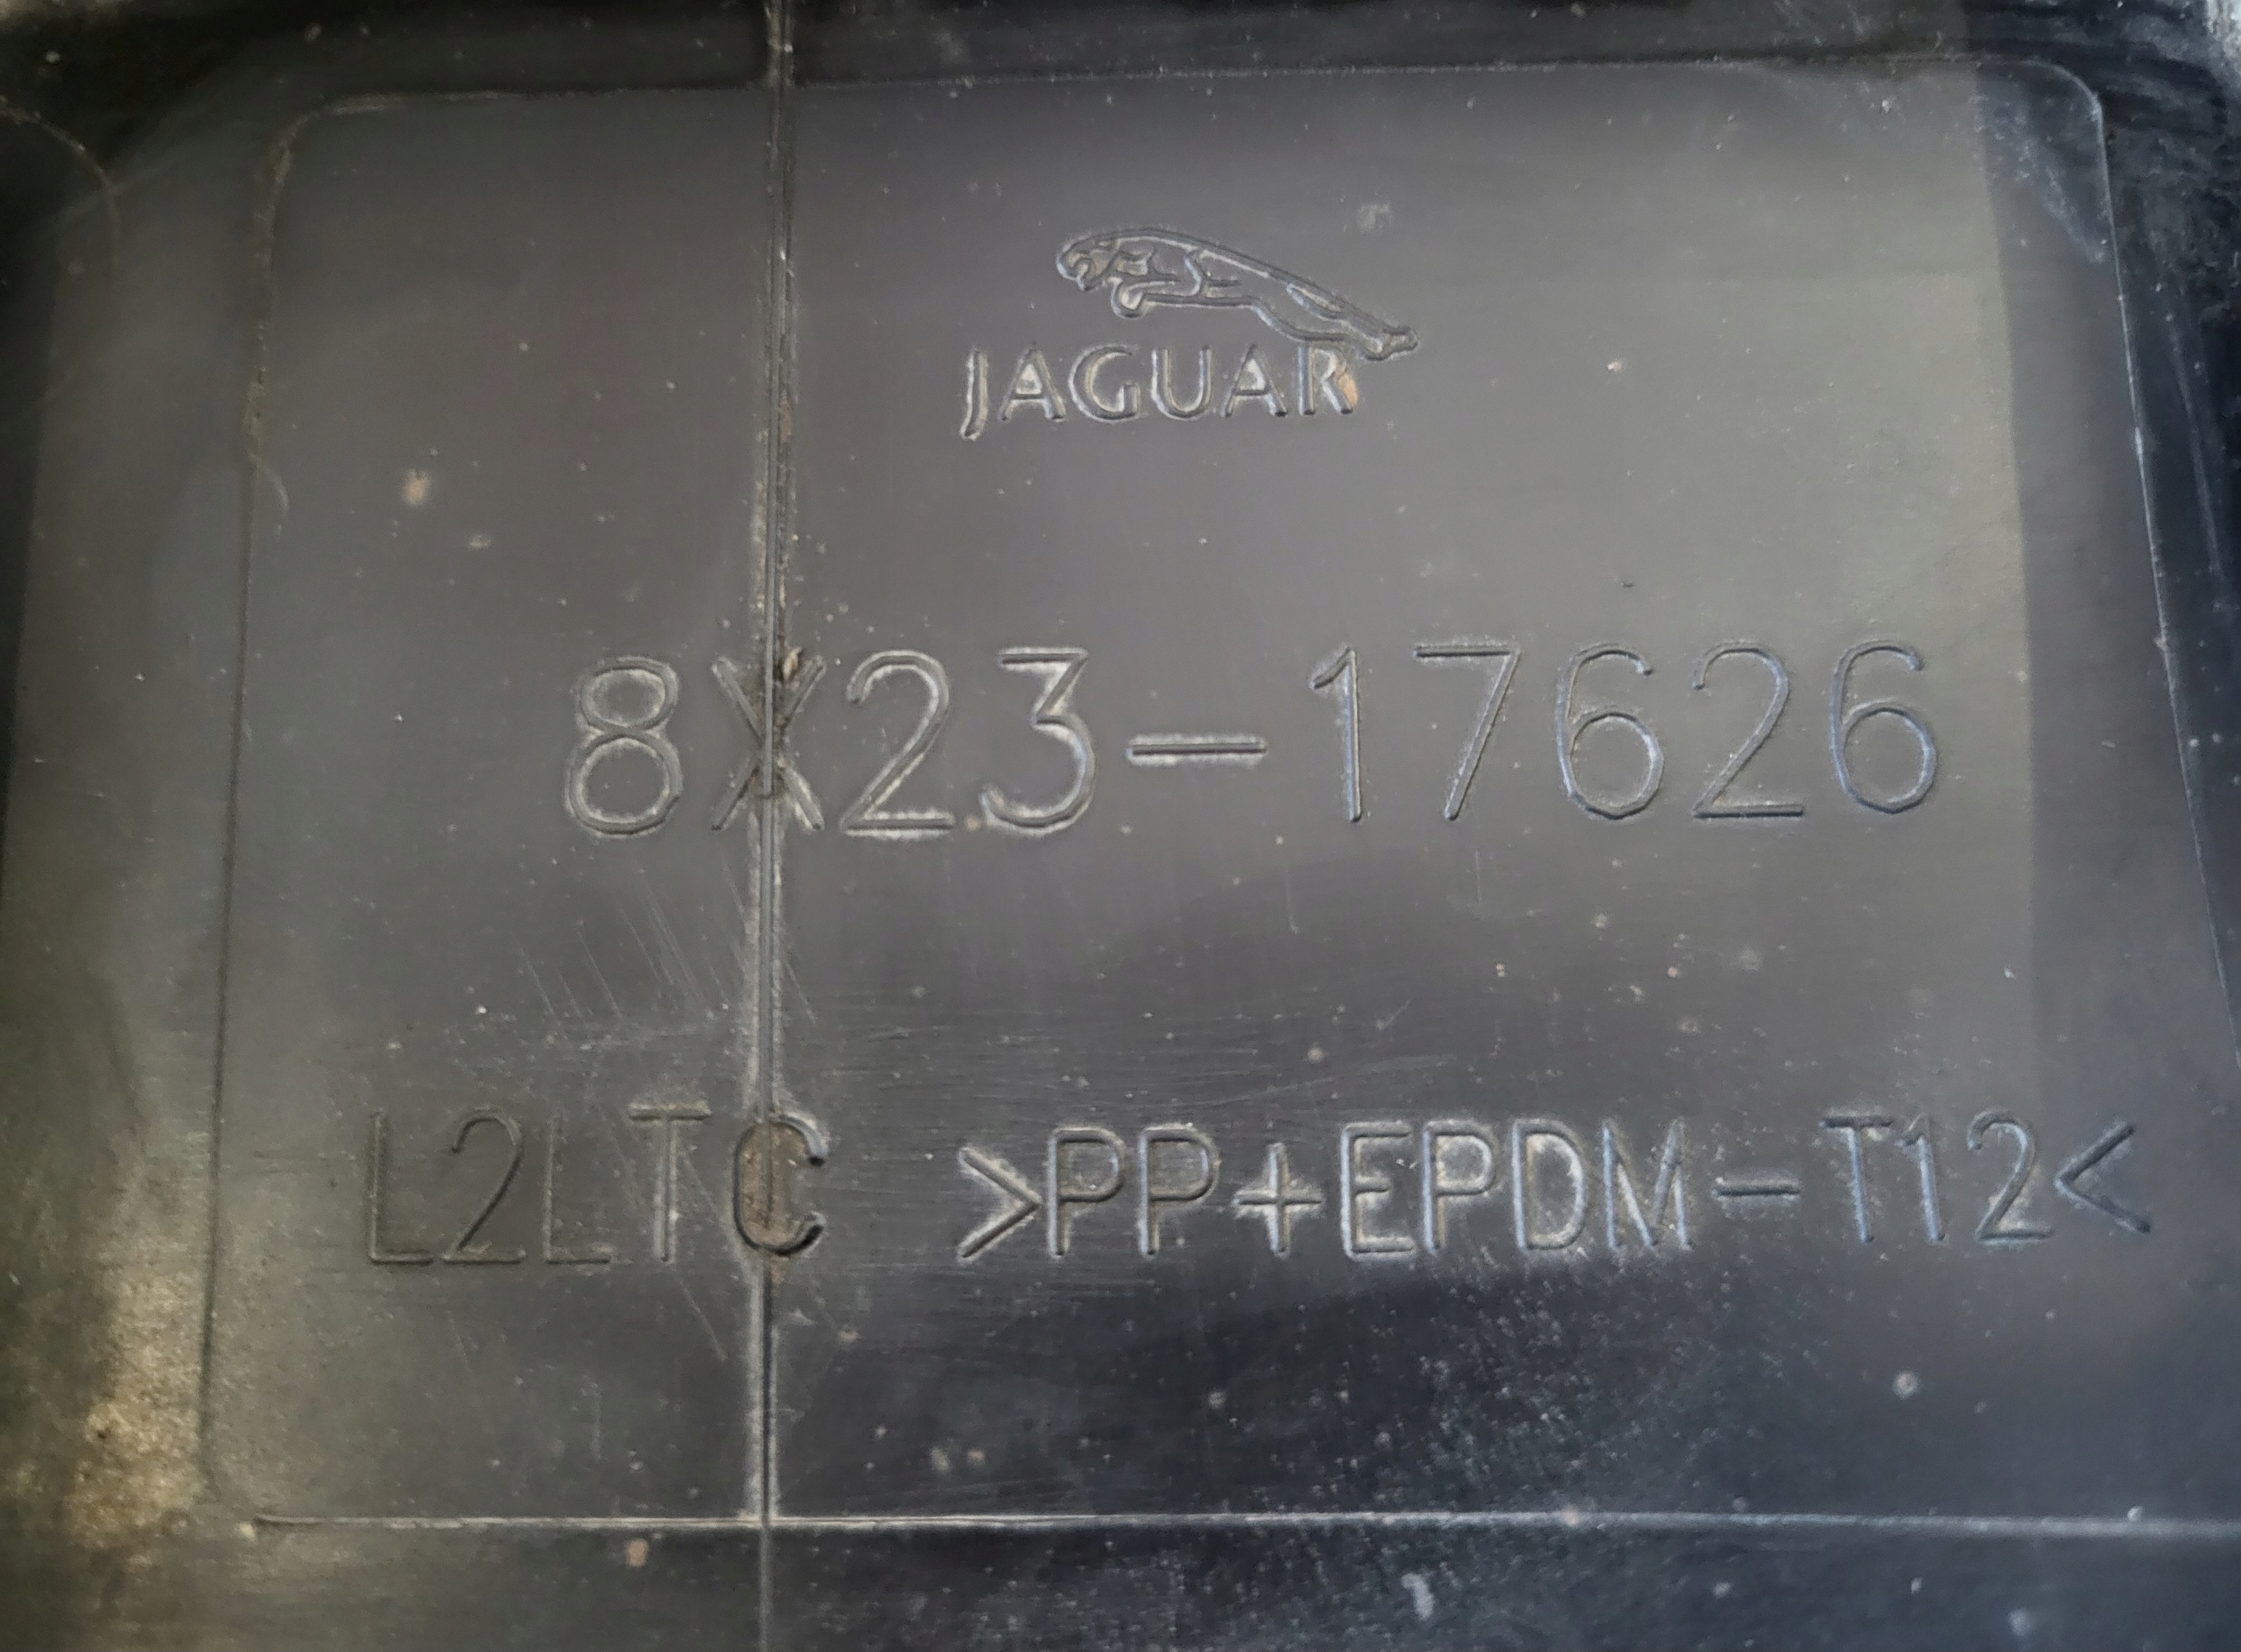 JAGUAR
8X23-17626
L2LTC >PP+EPDM-T12<